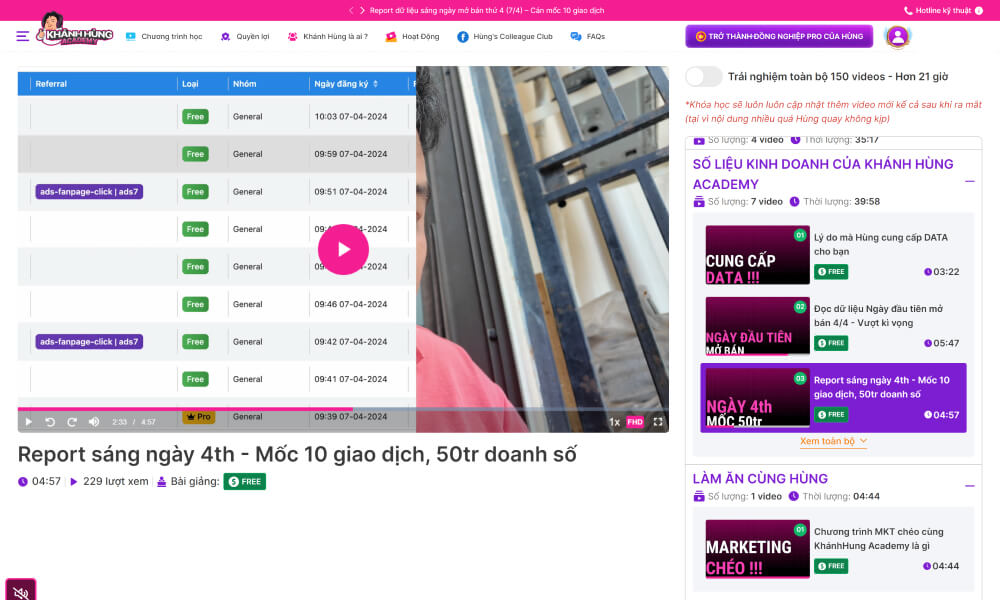 Report dữ liệu sáng ngày mở bán thứ 4 (7/4) – Cán mốc 10 giao dịch
Hotline kỹ thuật
KHÁNH HÙNG
ACADEMY
Chương trình học
Quyền lợi
Khánh Hùng là ai ?
Hoạt Động
Hùng's Colleague Club
FAQs
TRỞ THÀNH ĐỒNG NGHIỆP PRO CỦA HÙNG
Referral Loại Nhóm Ngày đăng ký
Free General 10:03 07-04-2024
Free General 09:59 07-04-2024
ads-fanpage-click | ads7 Free General 09:51 07-04-2024
Free General
Free General
Free General 09:46 07-04-2024
ads-fanpage-click | ads7 Free General 09:42 07-04-2024
Free General 09:41 07-04-2024
Pro General 09:39 07-04-2024
2:33 / 4:57
1x FHD
Report sáng ngày 4th - Mốc 10 giao dịch, 50tr doanh số
04:57 229 lượt xem Bài giảng: FREE
Trải nghiệm toàn bộ 150 videos - Hơn 21 giờ
*Khóa học sẽ luôn luôn cập nhật thêm video mới kể cả sau khi ra mắt
(tại vì nội dung nhiều quá Hùng quay không kịp)
Số lượng: 4 video Thời lượng: 35:17
SỐ LIỆU KINH DOANH CỦA KHÁNH HÙNG
ACADEMY
Số lượng: 7 video Thời lượng: 39:58
01
CUNG CẤP
DATA !!!
Lý do mà Hùng cung cấp DATA
cho bạn
FREE 03:22
02
NGÀY ĐẦU TIÊN
MỞ BÁN
Đọc dữ liệu Ngày đầu tiên mở
bán 4/4 - Vượt kì vọng
FREE 05:47
03
NGÀY 4th
MỐC 50tr
Report sáng ngày 4th - Mốc 10
giao dịch, 50tr doanh số
FREE 04:57
Xem toàn bộ
LÀM ĂN CÙNG HÙNG
Số lượng: 1 video Thời lượng: 04:44
01
MARKETING
CHÉO !!!
Chương trình MKT chéo cùng
KhánhHung Academy là gì
FREE 04:44